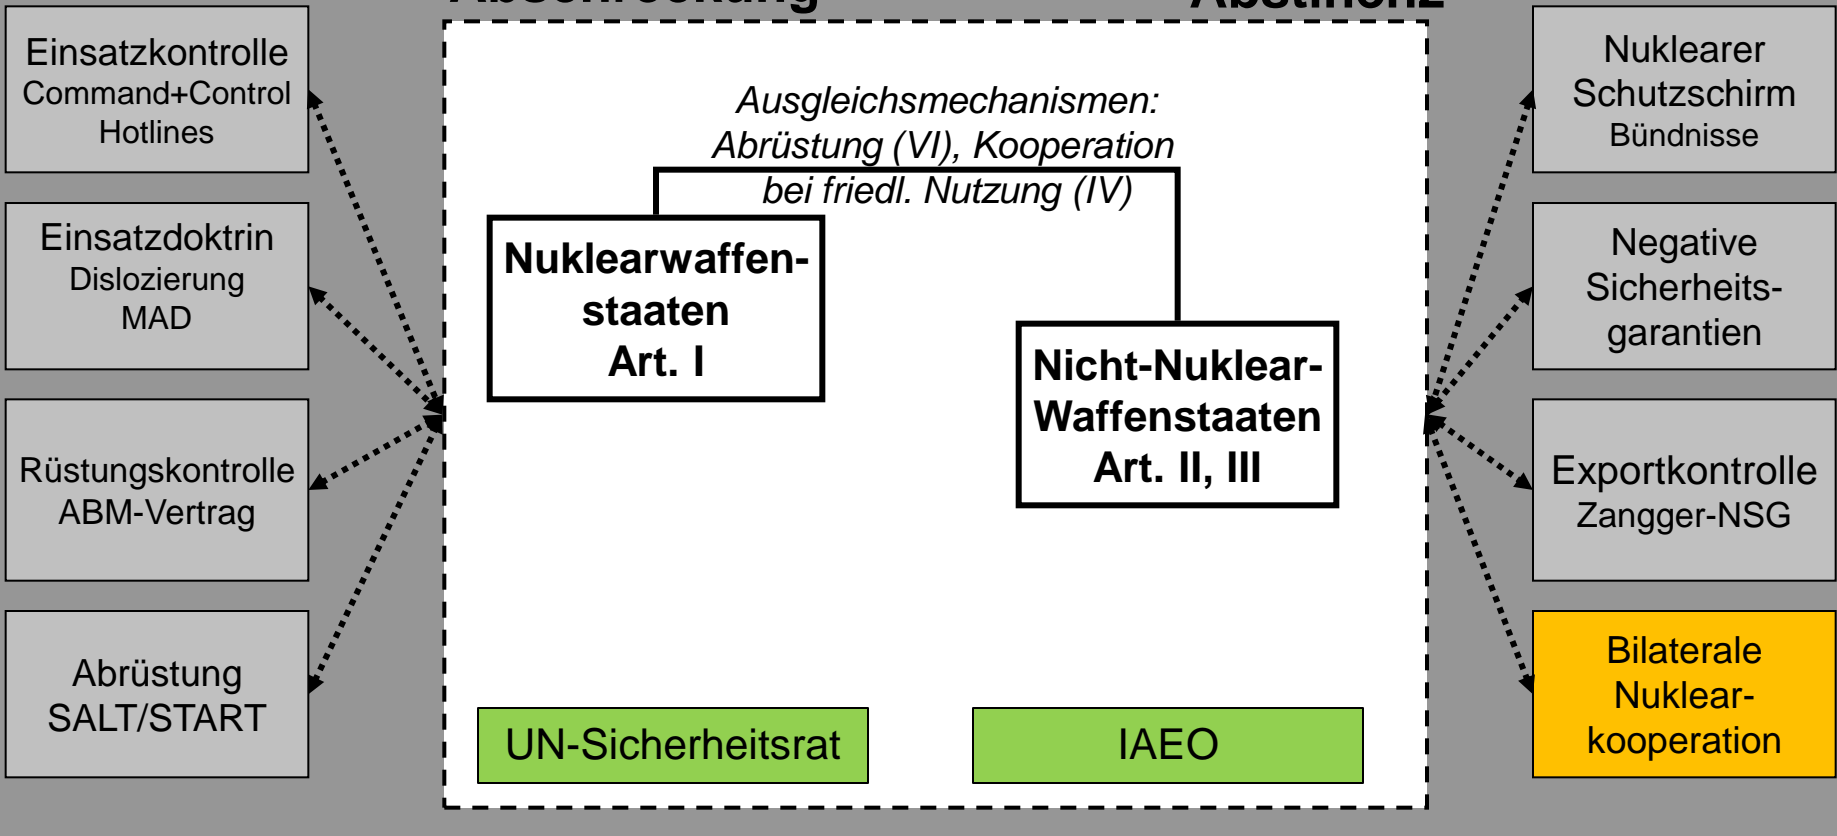 Abschreckung
Abstinenz
Einsatzkontrolle
Command+Control
Hotlines
Einsatzdoktrin
Dislozierung
MAD
Rüstungskontrolle
ABM-Vertrag
Abrüstung
SALT/START
Ausgleichsmechanismen:
Abrüstung (VI), Kooperation
bei friedl. Nutzung (IV)
Nuklearwaffen-
staaten
Art. I
Nicht-Nuklear-
Waffenstaaten
Art. II, III
UN-Sicherheitsrat
IAEO
Nuklearer
Schutzschirm
Bündnisse
Negative
Sicherheits-
garantien
Exportkontrolle
Zangger-NSG
Bilaterale
Nuklear-
kooperation